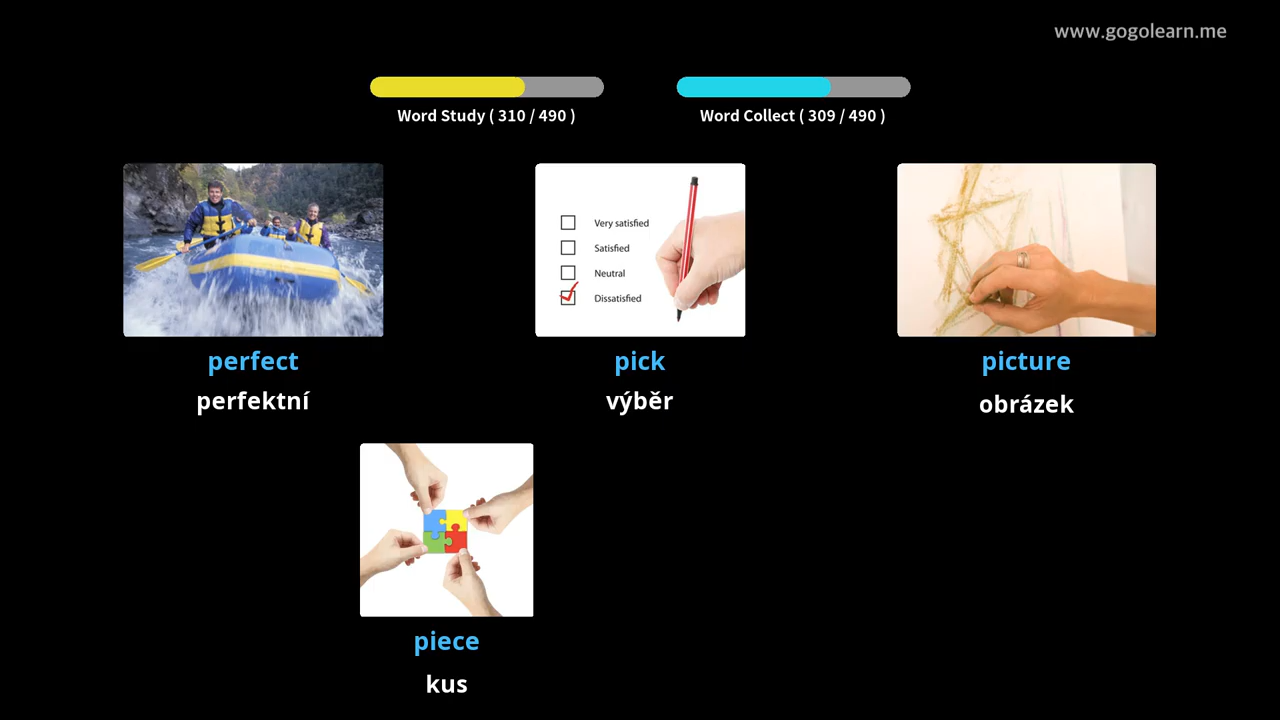 www.gogolearn.me
Word Study ( 310 / 490 )
Word Collect ( 309 / 490 )
Very satisfied
Satisfied
Neutral
Dissatisfied
perfect
pick
picture
perfektní
výběr
obrázek
piece
kus